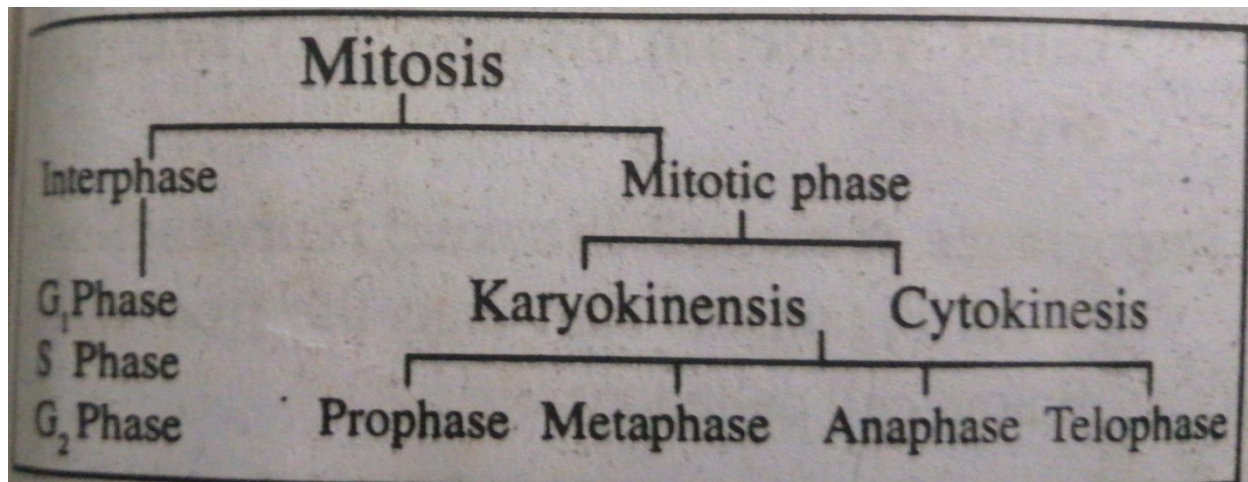 Mitosis
Interphase Mitotic phase
G₁ Phase Karyokinensis Cytokinesis
S Phase
G₂ Phase Prophase Metaphase Anaphase Telophase